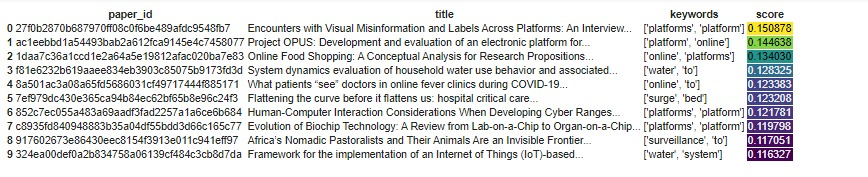 paper_id title keywords score
0 27f0b2870b687970ff08c0f6be489afdc9548fb7 Encounters with Visual Misinformation and Labels Across Platforms: An Interview... ['platforms', 'platform'] 0.150878
1 ac1eebbd1a54493bab2a612fca9145e4c7458077 Project OPUS: Development and evaluation of an electronic platform for... ['platform', 'online'] 0.144638
2 1daa7c36a1ccd1e2a64a5e19812afac020ba7e83 Online Food Shopping: A Conceptual Analysis for Research Propositions... ['online', 'platforms'] 0.134030
3 f81e6232b619aaee834eb3903c85075b9173fd3d System dynamics evaluation of household water use behavior and associated... ['water', 'to'] 0.128325
4 8a501ac3a08a65fd5686031cf49717444f885171 What patients “see” doctors in online fever clinics during COVID-19... ['online', 'to'] 0.123383
5 7ef979dc430e365ca94b84ec62bf65b8e96c24f3 Flattening the curve before it flattens us: hospital critical care... ['surge', 'bed'] 0.123208
6 852c7ec055a483a69aadf3fad2257a1a6ce6b684 Human-Computer Interaction Considerations When Developing Cyber Ranges... ['platforms', 'platform'] 0.121781
7 c8935fd840948883b35a04df55bdd3d66c165c77 Evolution of Biochip Technology: A Review from Lab-on-a-Chip to Organ-on-a-Chip... ['platforms', 'platform'] 0.119798
8 917602673e86430eec8154f3913e011c941eff97 Africa’s Nomadic Pastoralists and Their Animals Are an Invisible Frontier... ['surveillance', 'to'] 0.117051
9 324ea00def0a2b834758a06139cf484c3cb8d7da Framework for the implementation of an Internet of Things (IoT)-based... ['water', 'system'] 0.116327